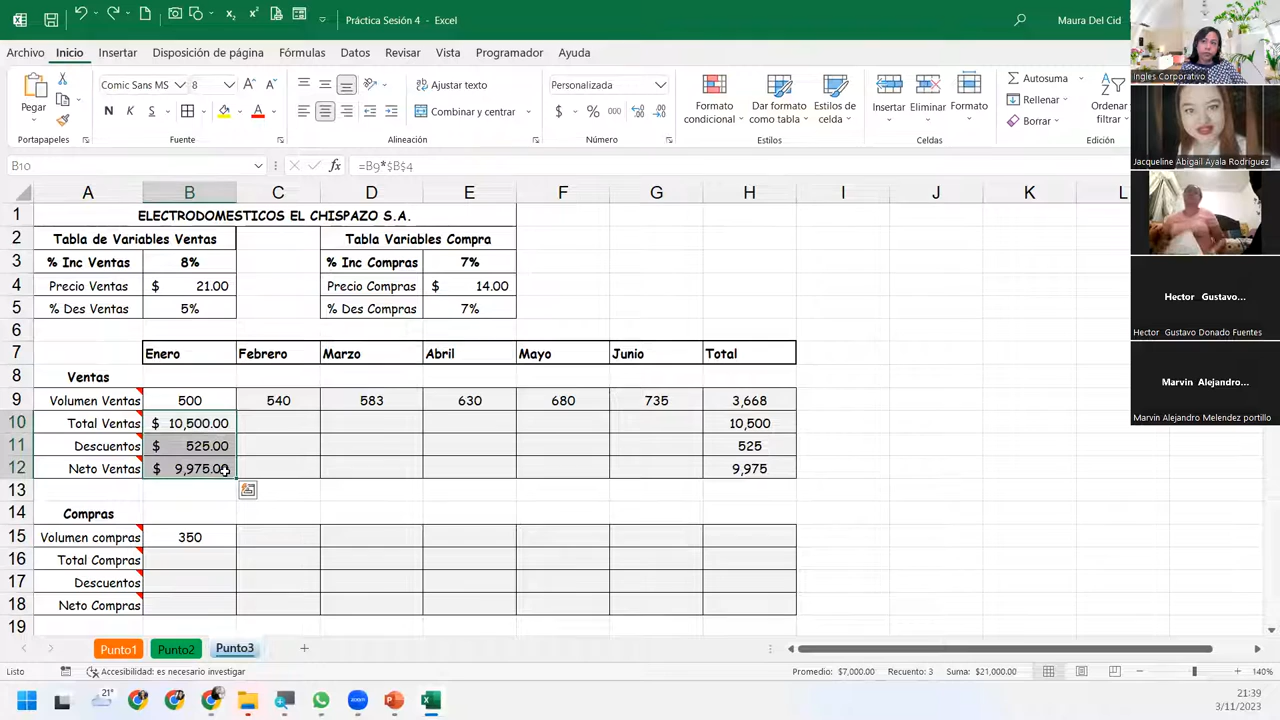 Práctica Sesión 4 - Excel
Maura Del Cid
Archivo Inicio Insertar Disposición de página Fórmulas Datos Revisar Vista Programador Ayuda
Pegar
Comic Sans MS
N K S
Ajustar
Combinar y centrar
Personalizada
$ % 000
Formato condicional
Dar formato como tabla
Estilos de celda
Insertar Eliminar Formato
Autosuma
Rellenar
Borrar
Ordenar filtrar
Portapapeles Fuente Alineación Número Estilos Celdas Edición
B10 fx =B9*$B$4
A B C D E F G H I J K L
1 ELECTRODOMESTICOS EL CHISPAZO S.A.
2 Tabla de Variables Ventas Tabla Variables Compra
3 % Inc Ventas 8% % Inc Compras 7%
4 Precio Ventas $ 21.00 Precio Compras $ 14.00
5 % Des Ventas 5% % Des Compras 7%
6
7 Enero Febrero Marzo Abril Mayo Junio Total
8 Ventas
9 Volumen Ventas 500 540 583 630 680 735 3,668
10 Total Ventas $ 10,500.00 10,500
11 Descuentos $ 525.00 525
12 Neto Ventas $ 9,975.00 9,975
13
14 Compras
15 Volumen compras 350
16 Total Compras
17 Descuentos
18 Neto Compras
19
Punto1 Punto2 Punto3
Listo Accesibilidad: es necesario investigar Promedio: $7,000.00 Recuento: 3 Suma: $21,000.00 140%
21°
21:39
3/11/2023
Ingles Corporativo
Jacqueline Abigail Ayala Rodríguez
Hector Gustavo...
Hector Gustavo Donado Fuentes
Marvin Alejandro...
Marvin Alejandro Melendez portillo